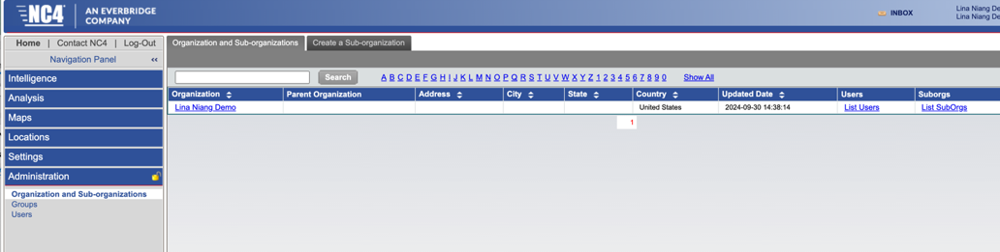 NC4
AN EVERBRIDGE
COMPANY
INBOX
Lina Niang De
Lina Niang De
Home | Contact NC4 | Log-Out
Navigation Panel «
Intelligence
Analysis
Maps
Locations
Settings
Administration
Organization and Sub-organizations
Groups
Users
Organization and Sub-organizations
Create a Sub-organization
Search
A B C D E F G H I J K L M N O P Q R S T U V W X Y Z 1 2 3 4 5 6 7 8 9 0 Show All
Organization Parent Organization Address City State Country Updated Date Users Suborgs
Lina Niang Demo United States 2024-09-30 14:38:14 List Users List SubOrgs
1